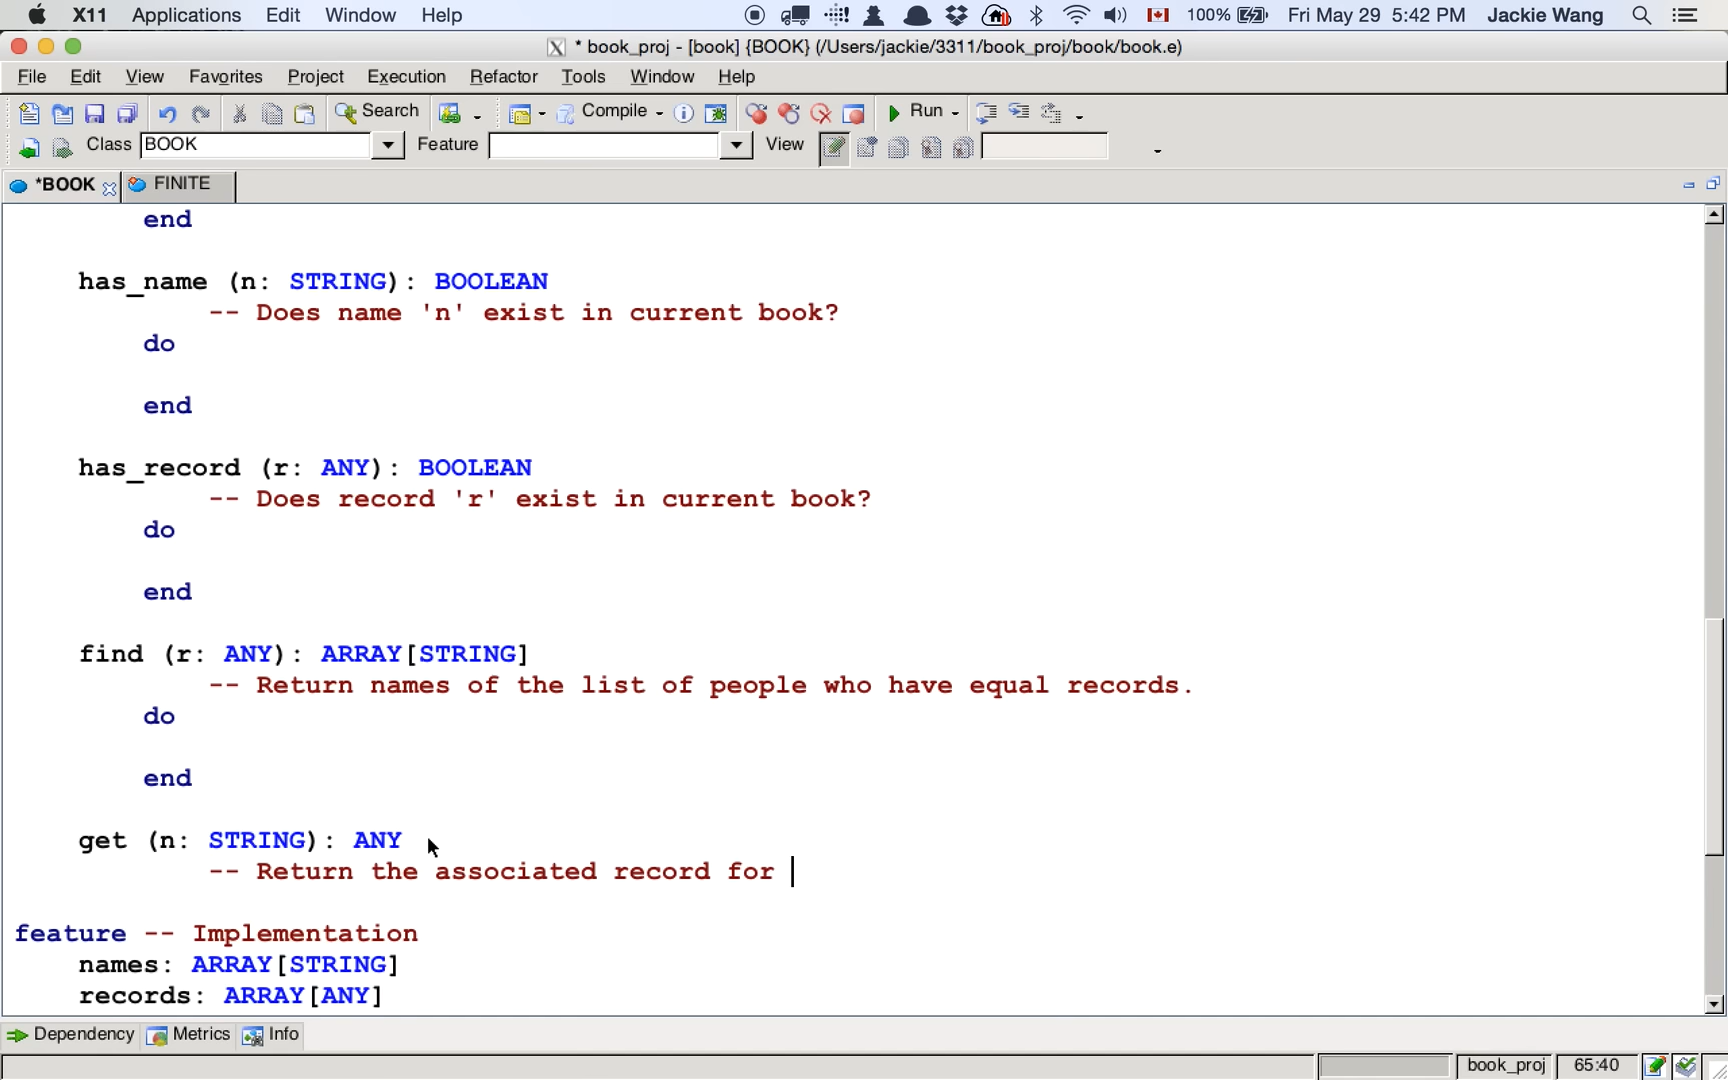 X11 Applications Edit Window Help 100% Fri May 29 5:42 PM Jackie Wang
* book_proj - [book] {BOOK} (/Users/jackie/3311/book_proj/book/book.e)
File Edit View Favorites Project Execution Refactor Tools Window Help
Search Compile Run
Class BOOK Feature View
*BOOK FINITE
end
has_name (n: STRING): BOOLEAN
-- Does name 'n' exist in current book?
do
end
has_record (r: ANY): BOOLEAN
-- Does record 'r' exist in current book?
do
end
find (r: ANY): ARRAY[STRING]
-- Return names of the list of people who have equal records.
do
end
get (n: STRING): ANY
-- Return the associated record for
feature -- Implementation
names: ARRAY[STRING]
records: ARRAY[ANY]
Dependency Metrics Info
book_proj 65:40